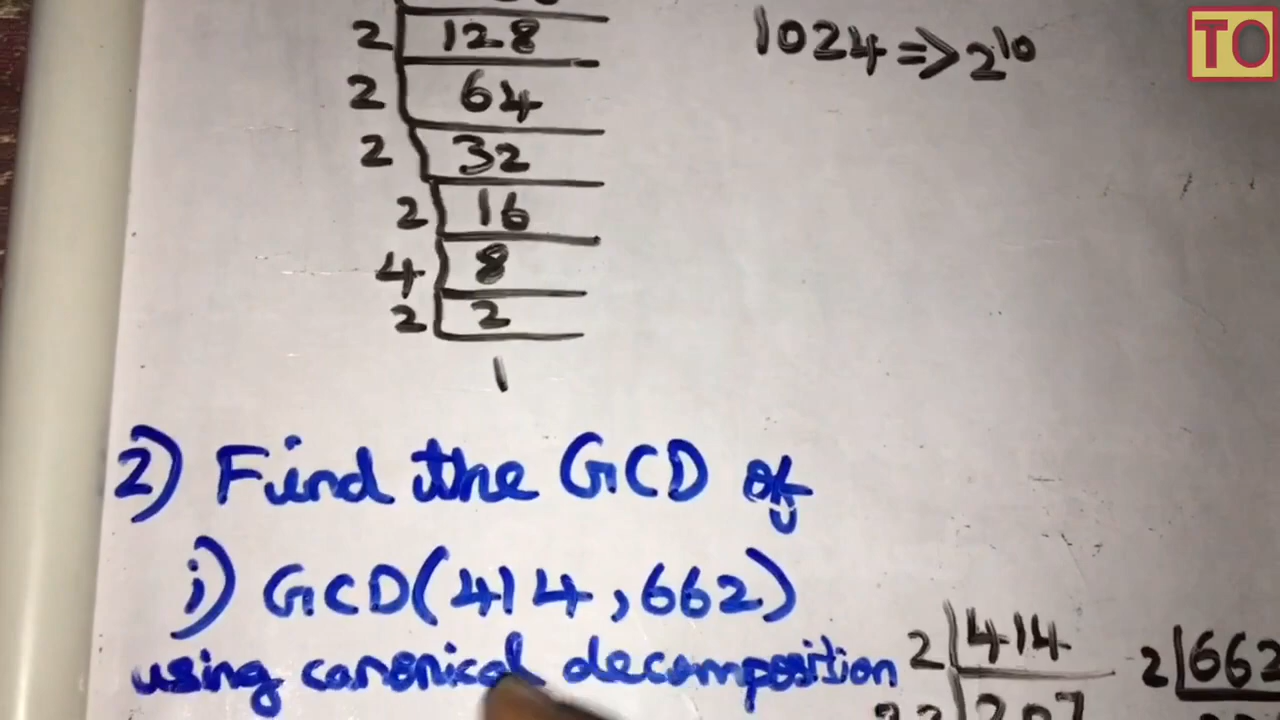 2 128
1024 => 2^10
TO
2 64
2 32
2 16
4 8
2 2
1
2) Find the GCD of
i) GCD(414,662)
using canonical decomposition
2 414
2 662
207